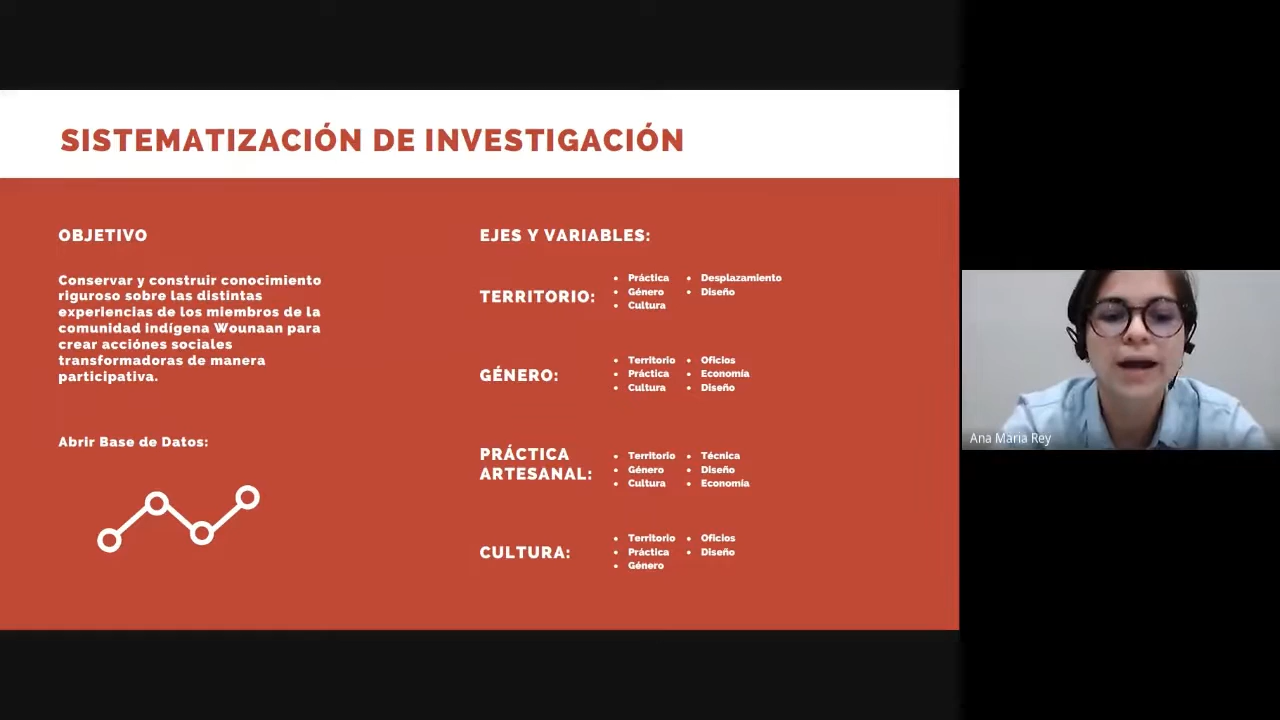 SISTEMATIZACIÓN DE INVESTIGACIÓN
OBJETIVO
Conservar y construir conocimiento
riguroso sobre las distintas
experiencias de los miembros de la
comunidad indígena Wounaan para
crear acciónes sociales
transformadoras de manera
participativa.
Abrir Base de Datos:
EJES Y VARIABLES:
TERRITORIO:
Práctica
Género
Cultura
Desplazamiento
Diseño
GÉNERO:
Territorio
Práctica
Cultura
Oficios
Economía
Diseño
PRÁCTICA
ARTESANAL:
Territorio
Género
Cultura
Técnica
Diseño
Economía
CULTURA:
Territorio
Práctica
Género
Oficios
Diseño
Ana Maria Rey